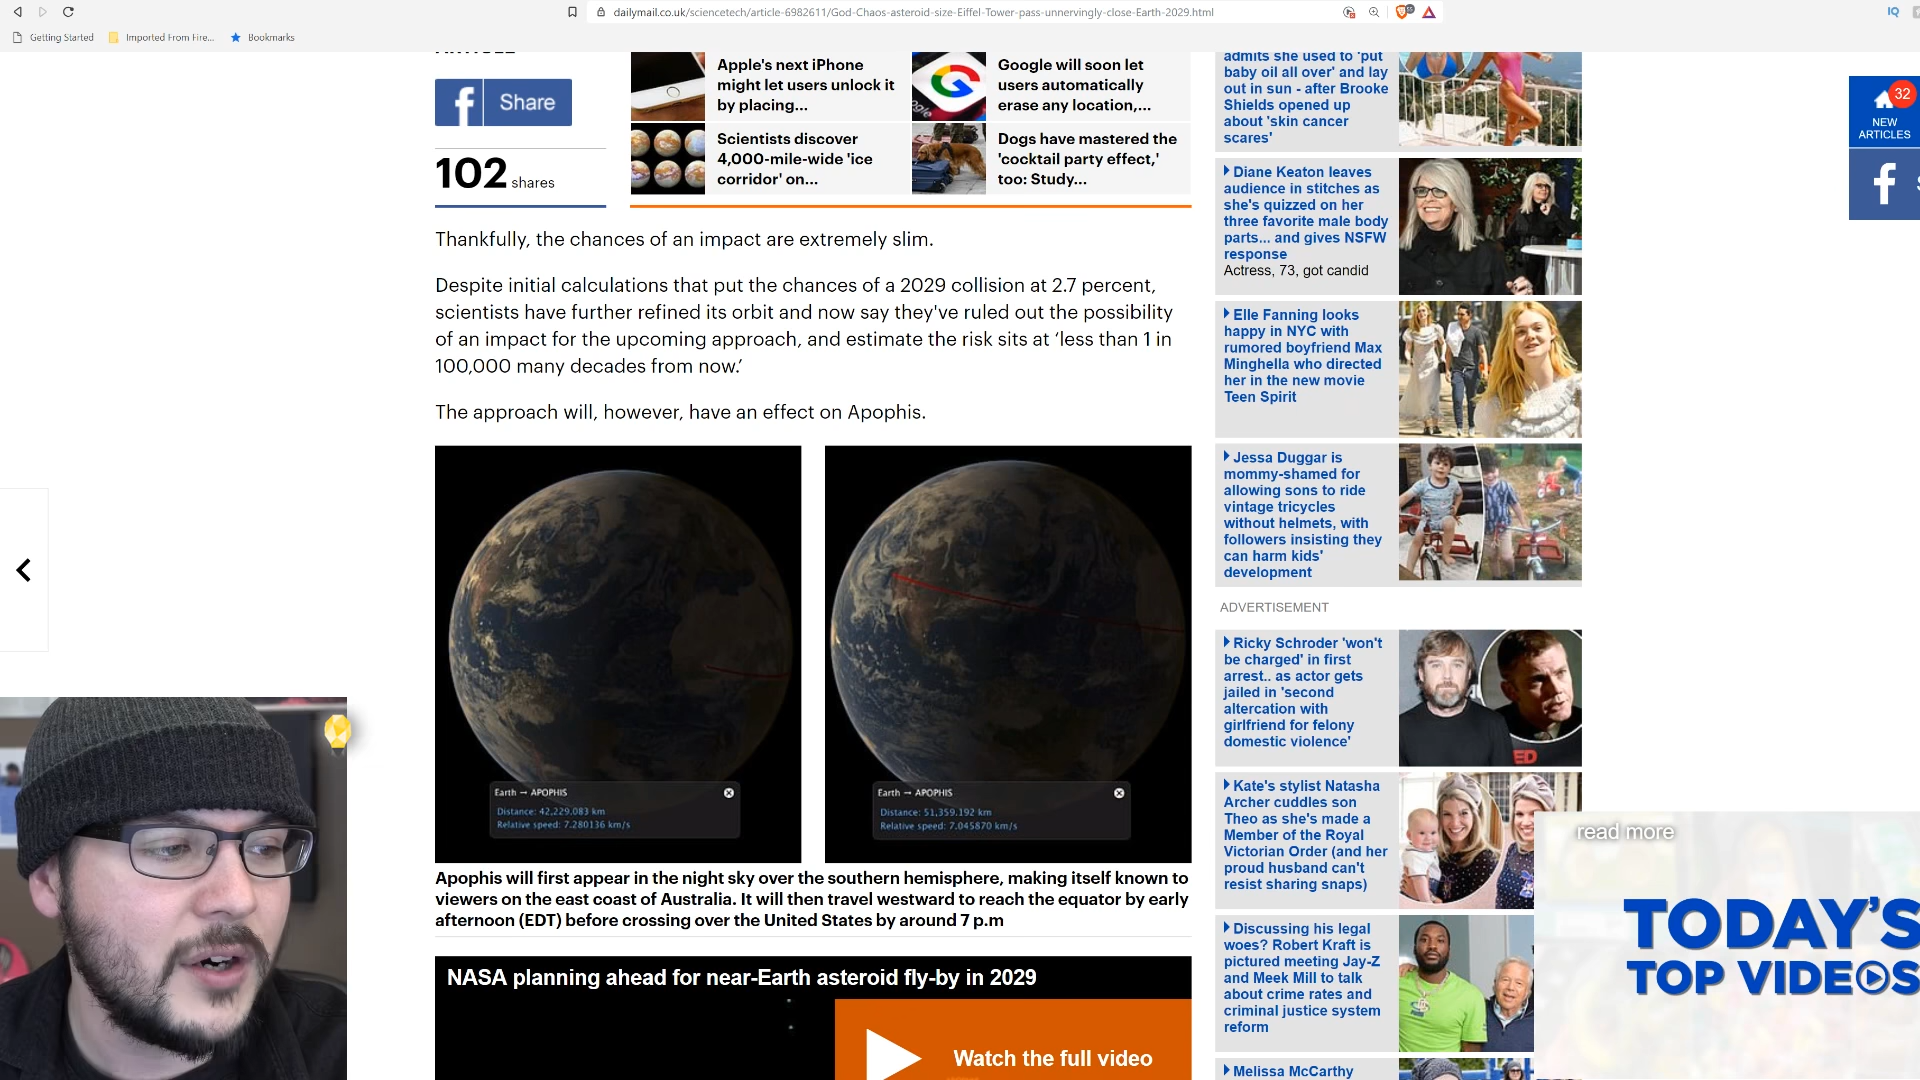 dailymail.co.uk/sciencetech/article-6982611/God-Chaos-asteroid-size-Eiffel-Tower-pass-unnervingly-close-Earth-2029.html
IQ
Getting Started
Imported From Fire...
Bookmarks
ARTICLE
Share
102 shares
Apple's next iPhone
might let users unlock it
by placing...
Google will soon let
users automatically
erase any location,...
Scientists discover
4,000-mile-wide 'ice
corridor' on...
Dogs have mastered the
'cocktail party effect,'
too: Study...
Thankfully, the chances of an impact are extremely slim.
Despite initial calculations that put the chances of a 2029 collision at 2.7 percent,
scientists have further refined its orbit and now say they've ruled out the possibility
of an impact for the upcoming approach, and estimate the risk sits at ‘less than 1 in
100,000 many decades from now.’
The approach will, however, have an effect on Apophis.
Earth → APOPHIS
Distance: 42,229.083 km
Relative speed: 7.280136 km/s
Earth → APOPHIS
Distance: 51,359.192 km
Relative speed: 7.045870 km/s
Apophis will first appear in the night sky over the southern hemisphere, making itself known to
viewers on the east coast of Australia. It will then travel westward to reach the equator by early
afternoon (EDT) before crossing over the United States by around 7 p.m
NASA planning ahead for near-Earth asteroid fly-by in 2029
Watch the full video
admits she used to 'put
baby oil all over' and lay
out in sun - after Brooke
Shields opened up
about 'skin cancer
scares'
Diane Keaton leaves
audience in stitches as
she's quizzed on her
three favorite male body
parts... and gives NSFW
response
Actress, 73, got candid
Elle Fanning looks
happy in NYC with
rumored boyfriend Max
Minghella who directed
her in the new movie
Teen Spirit
Jessa Duggar is
mommy-shamed for
allowing sons to ride
vintage tricycles
without helmets, with
followers insisting they
can harm kids'
development
ADVERTISEMENT
Ricky Schroder 'won't
be charged' in first
arrest.. as actor gets
jailed in 'second
altercation with
girlfriend for felony
domestic violence'
ED
Kate's stylist Natasha
Archer cuddles son
Theo as she's made a
Member of the Royal
Victorian Order (and her
proud husband can't
resist sharing snaps)
Discussing his legal
woes? Robert Kraft is
pictured meeting Jay-Z
and Meek Mill to talk
about crime rates and
criminal justice system
reform
Melissa McCarthy
32
NEW
ARTICLES
read more
TODAY'S
TOP VIDEOS